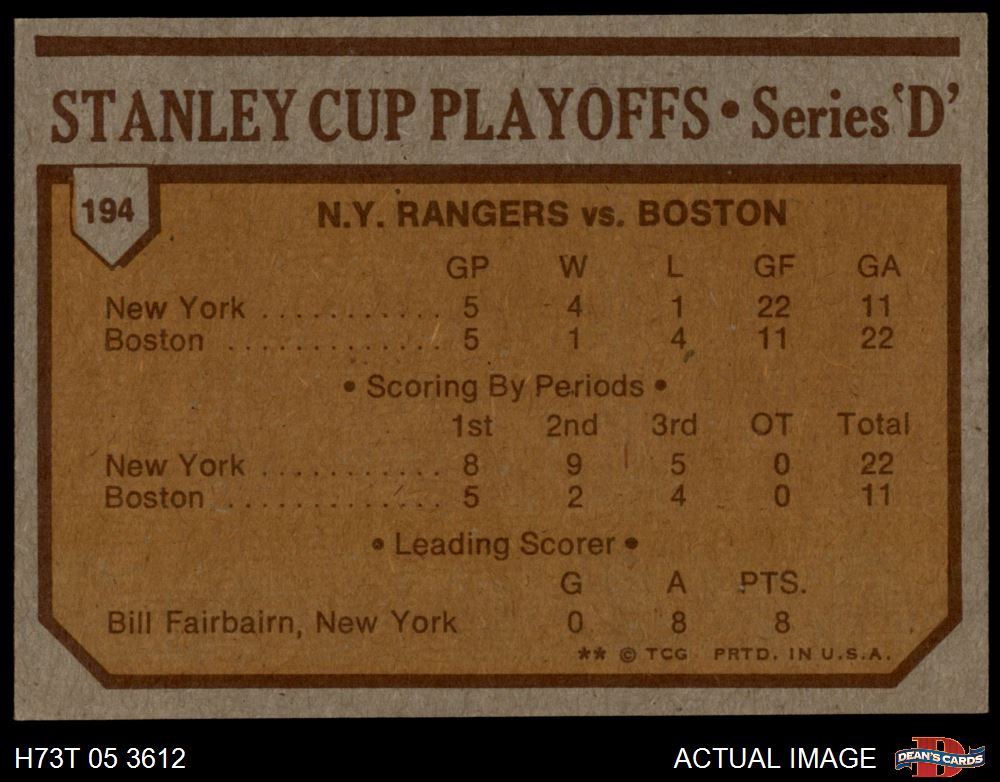 STANLEY CUP PLAYOFFS • Series 'D'
194
N.Y. RANGERS vs. BOSTON
GP W L GF GA
New York ............ 5 4 1 22 11
Boston .............. 5 1 4 11 22
• Scoring By Periods •
1st 2nd 3rd OT Total
New York ............ 8 9 5 0 22
Boston .............. 5 2 4 0 11
• Leading Scorer •
G A PTS.
Bill Fairbairn, New York 0 8 8
** © TCG PRTD. IN U.S.A.
H73T 05 3612
ACTUAL IMAGE
D
DEAN'S CARDS